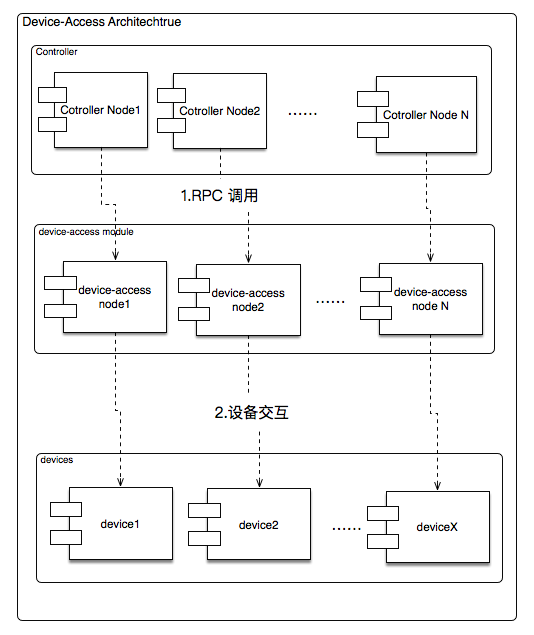 Device-Access Architechtrue
Controller
Cotroller Node1
Cotroller Node2
......
Cotroller Node N
1.RPC 调用
device-access module
device-access
node1
device-access
node2
......
device-access
node N
2.设备交互
devices
device1
device2
......
deviceX